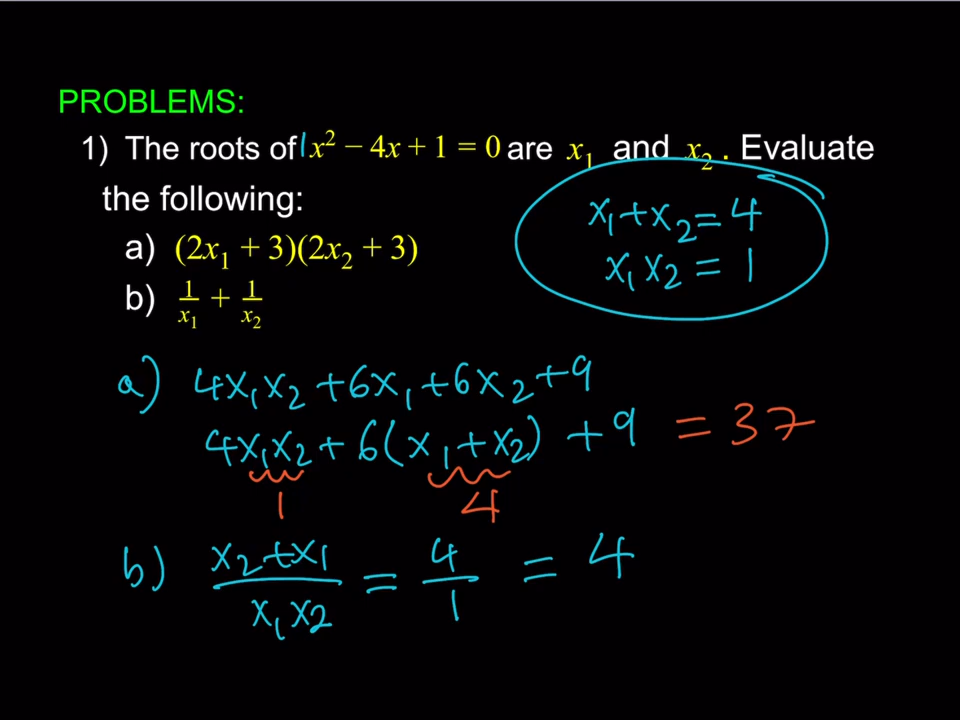 PROBLEMS:
1) The roots of 1x² − 4x + 1 = 0 are x₁ and x₂. Evaluate
the following:
x₁+x₂=4
a) (2x₁ + 3)(2x₂ + 3)
x₁x₂ = 1
b) 1/x₁ + 1/x₂
a) 4x₁x₂+6x₁+6x₂+9
4x₁x₂+6(x₁+x₂)+9 = 37
1 4
b) (x₂+x₁)/(x₁x₂) = 4/1 = 4